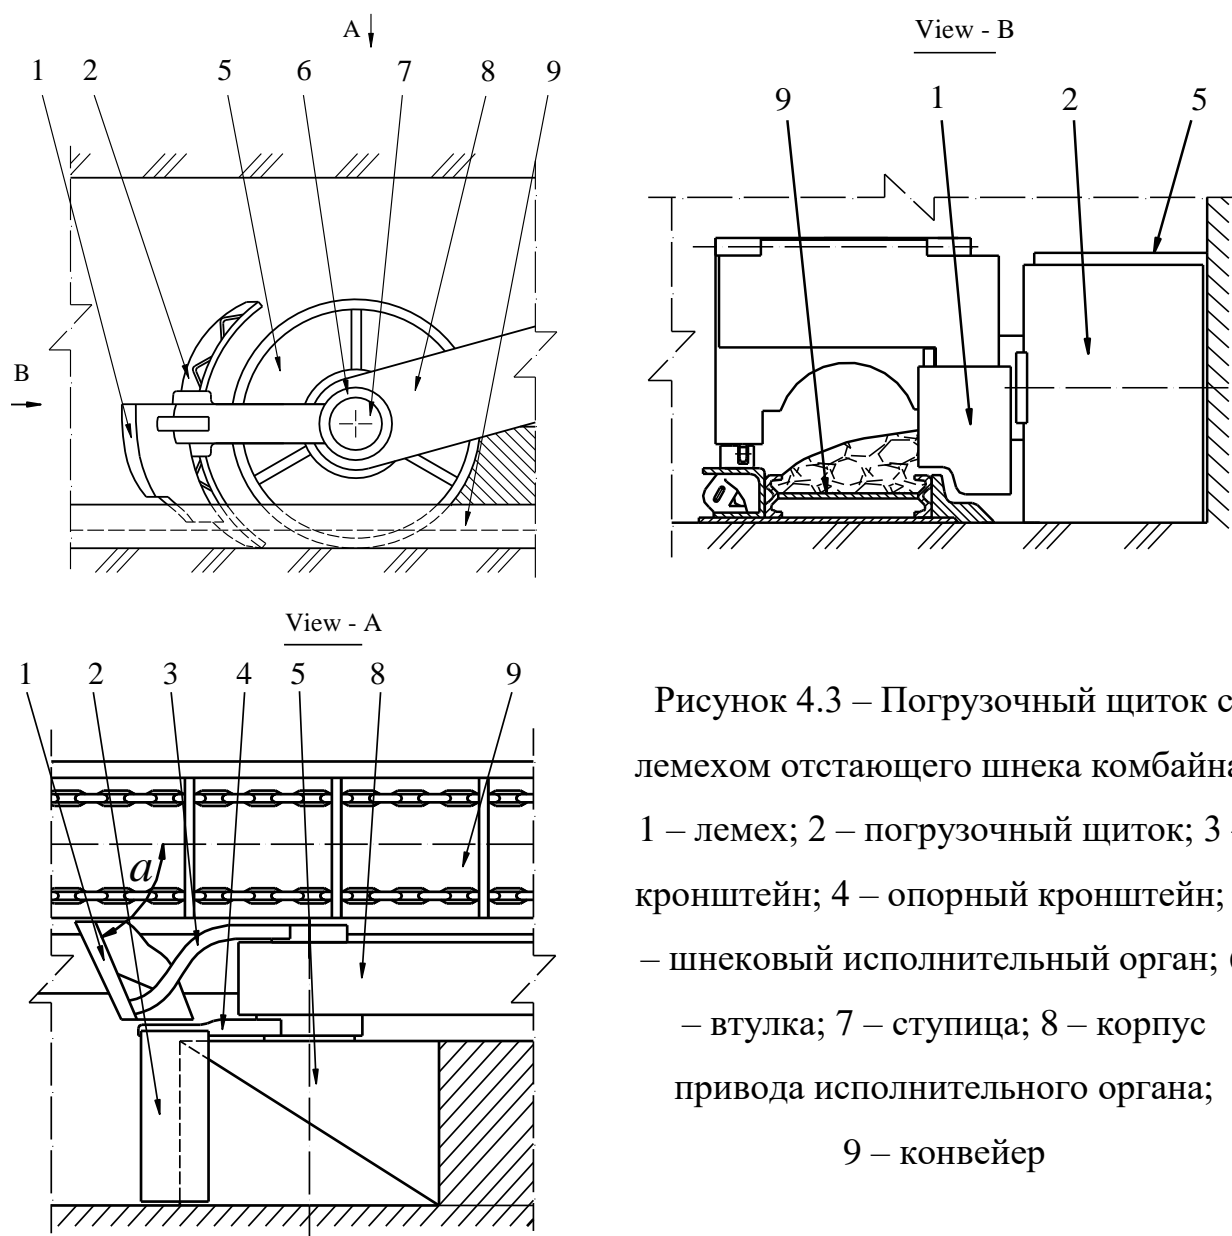 A
1 2 5 6 7 8 9
B
View - B
9 1 2 5
View - A
1 2 3 4 5 8 9
a
Рисунок 4.3 – Погрузочный щиток с
лемехом отстающего шнека комбайна
1 – лемех; 2 – погрузочный щиток; 3 -
кронштейн; 4 – опорный кронштейн;
– шнековый исполнительный орган;
– втулка; 7 – ступица; 8 – корпус
привода исполнительного органа;
9 – конвейер